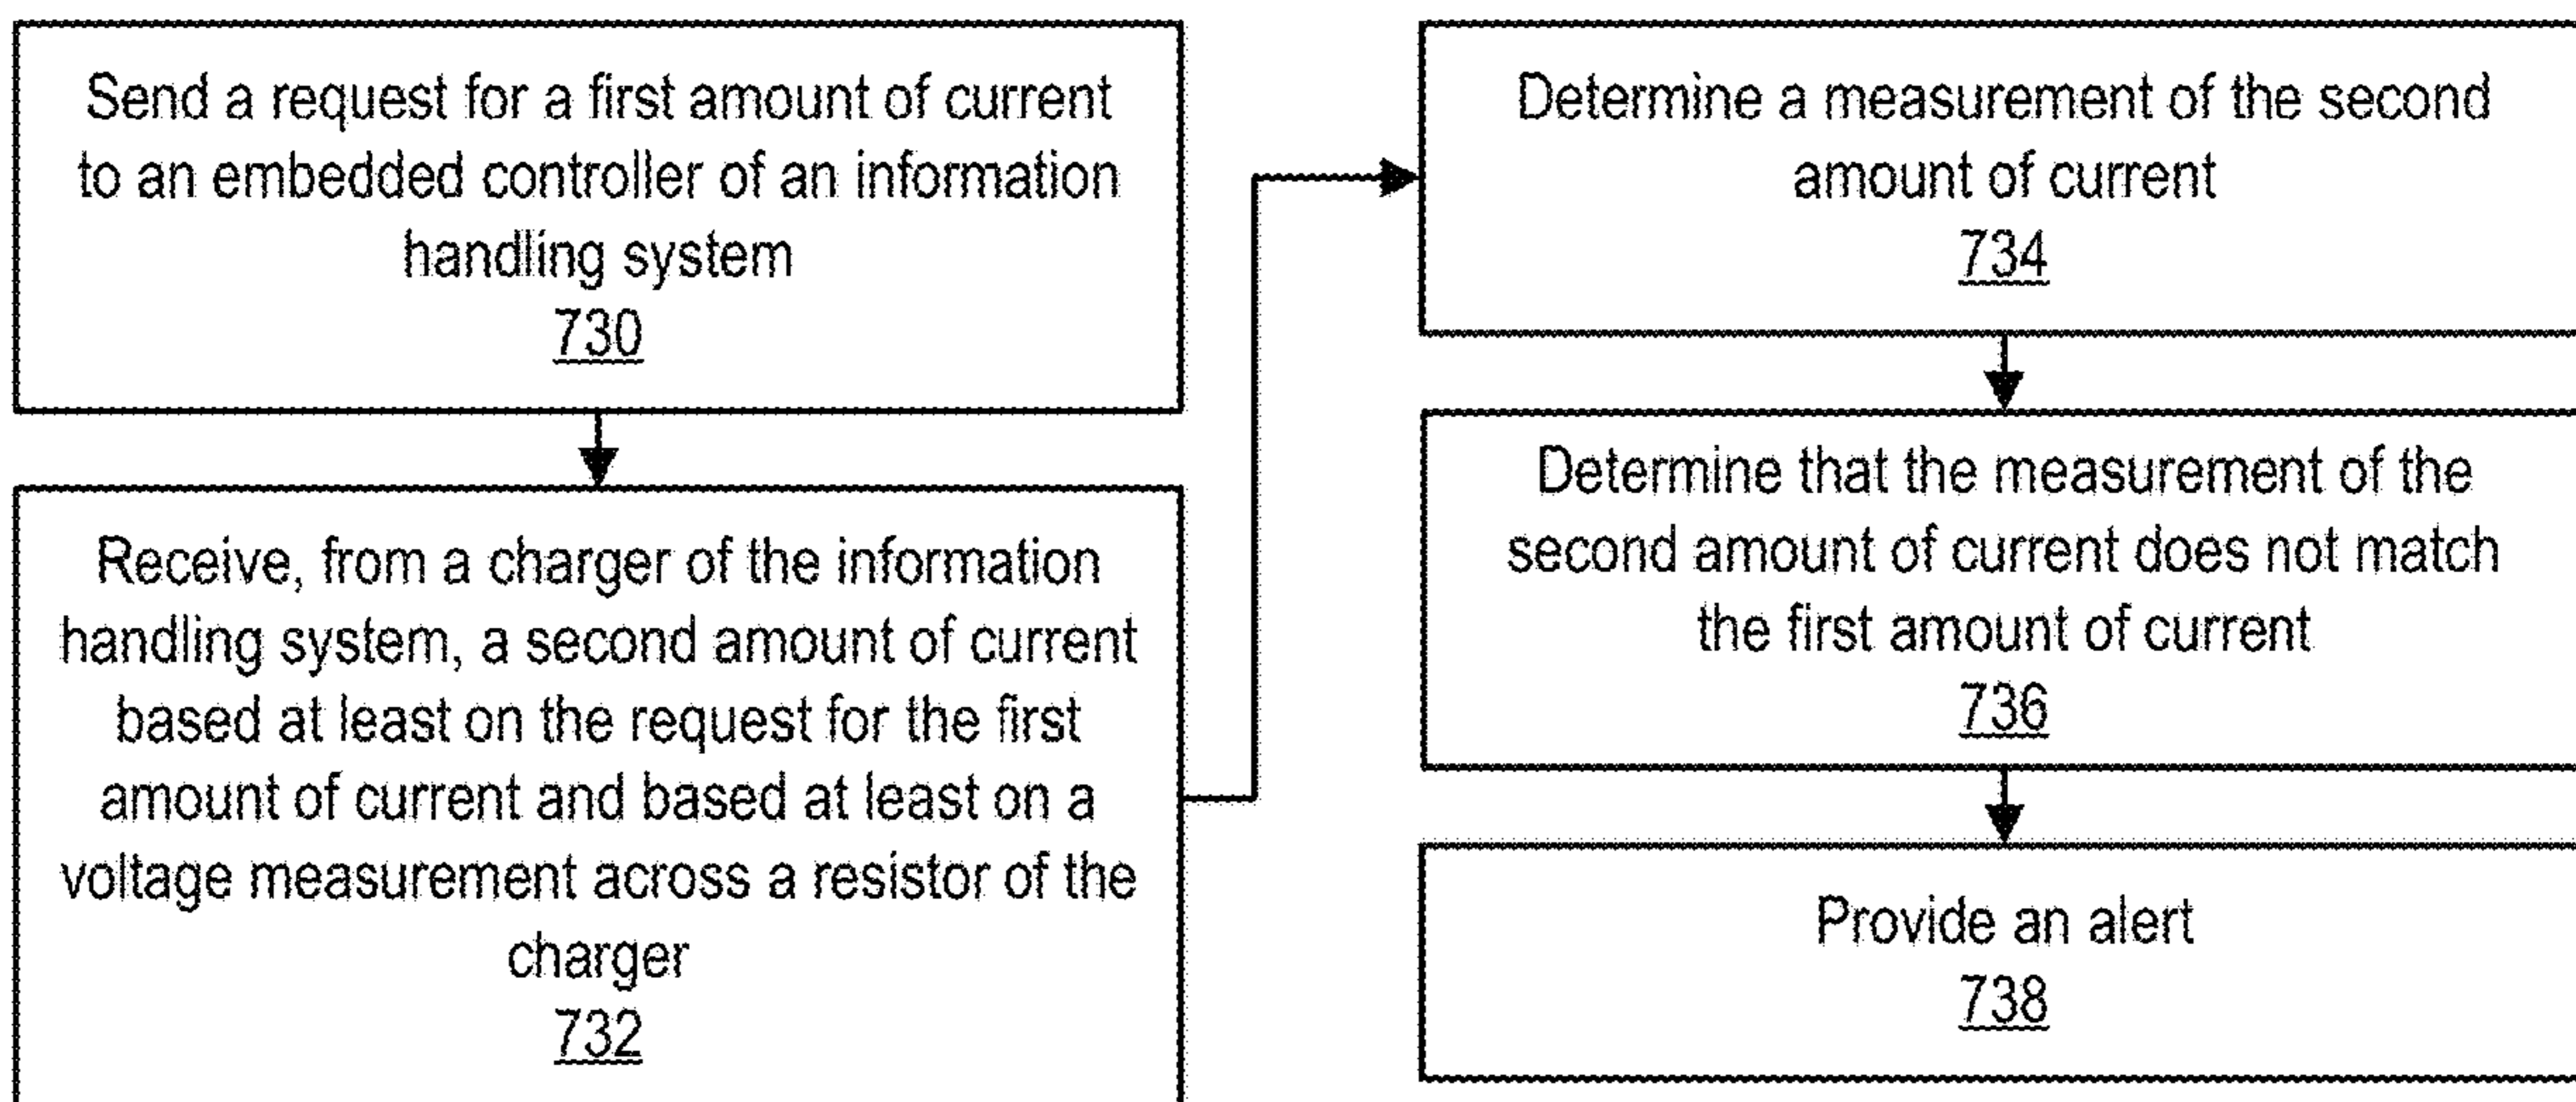 Send a request for a first amount of current
to an embedded controller of an information
handling system
730
Receive, from a charger of the information
handling system, a second amount of current
based at least on the request for the first
amount of current and based at least on a
voltage measurement across a resistor of the
charger
732
Determine a measurement of the second
amount of current
734
Determine that the measurement of the
second amount of current does not match
the first amount of current
736
Provide an alert
738